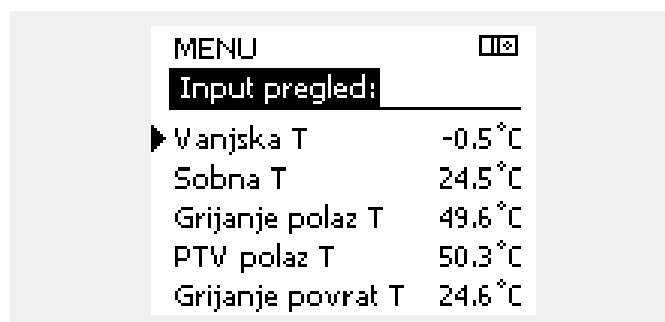 MENU
Input pregled:
Vanjska T -0.5°C
Sobna T 24.5°C
Grijanje polaz T 49.6°C
PTV polaz T 50.3°C
Grijanje povrat T 24.6°C